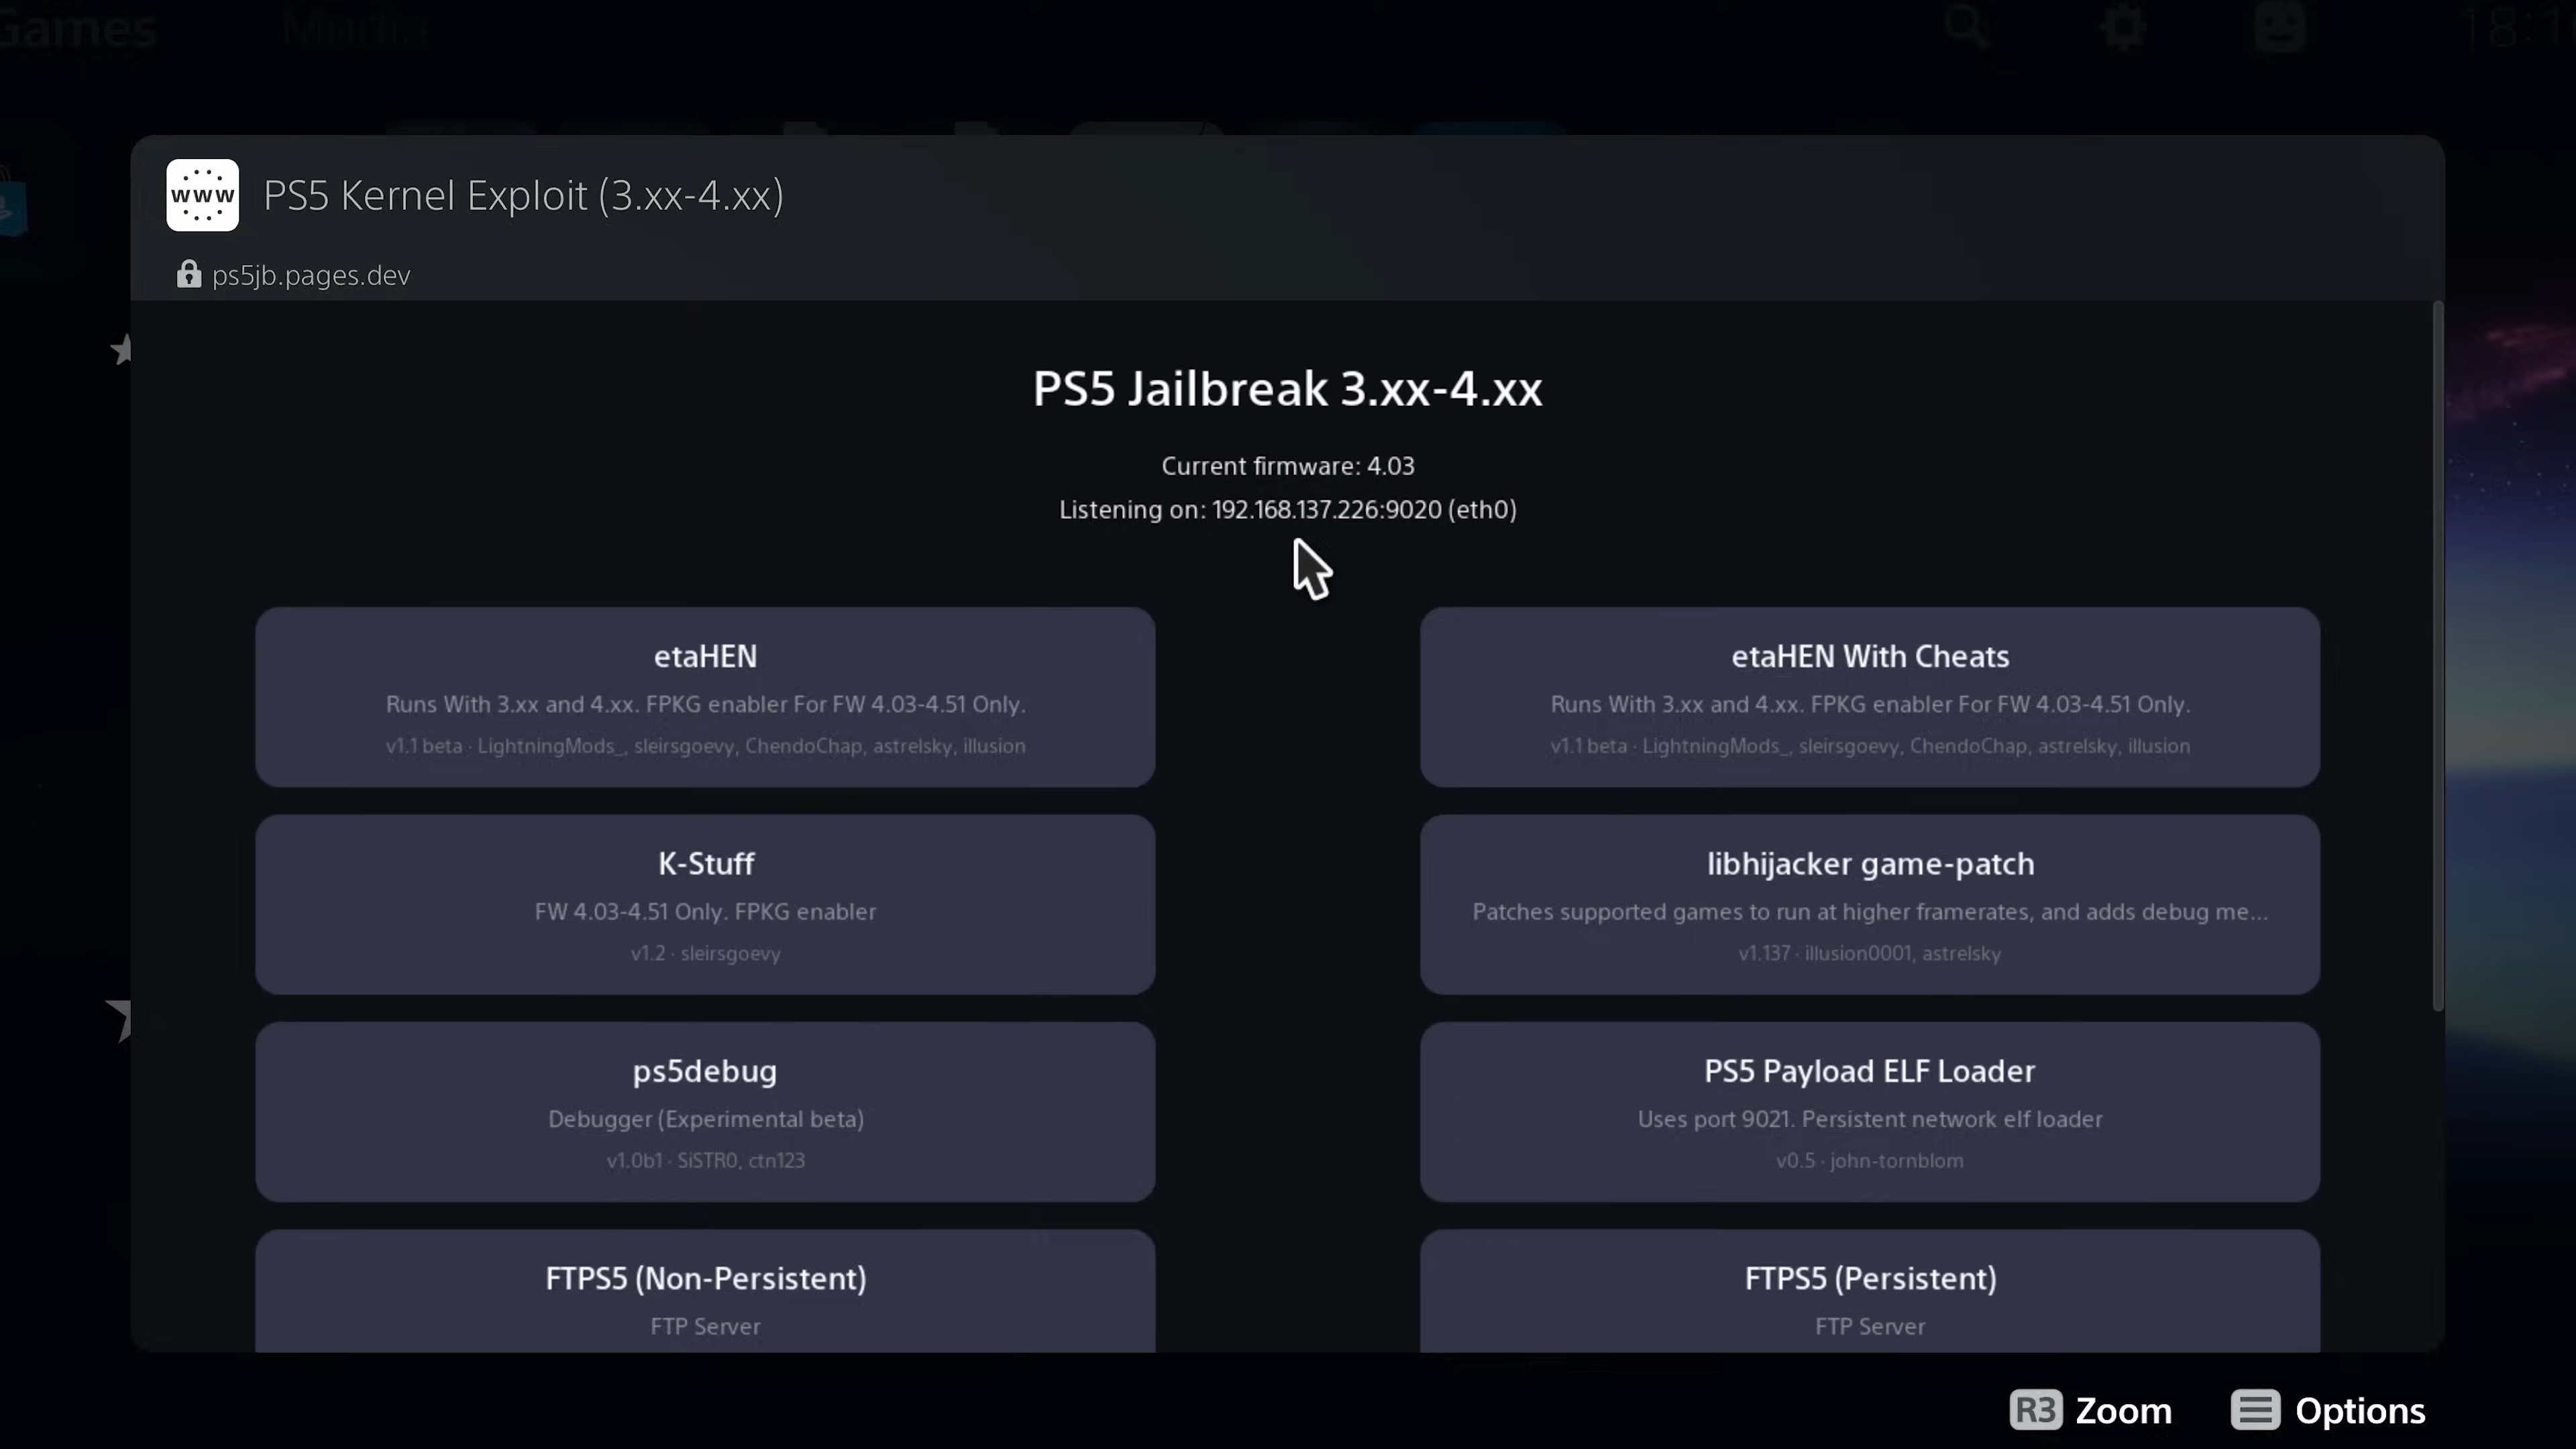 Games
Media
www
PS5 Kernel Exploit (3.xx-4.xx)
ps5jb.pages.dev
PS5 Jailbreak 3.xx-4.xx
Current firmware: 4.03
Listening on: 192.168.137.226:9020 (eth0)
etaHEN
Runs With 3.xx and 4.xx. FPKG enabler For FW 4.03-4.51 Only.
v1.1 beta · LightningMods_, sleirsgoevy, ChendoChap, astrelsky, illusion
etaHEN With Cheats
Runs With 3.xx and 4.xx. FPKG enabler For FW 4.03-4.51 Only.
v1.1 beta · LightningMods_, sleirsgoevy, ChendoChap, astrelsky, illusion
K-Stuff
FW 4.03-4.51 Only. FPKG enabler
v1.2 · sleirsgoevy
libhijacker game-patch
Patches supported games to run at higher framerates, and adds debug me...
v1.137 · illusion0001, astrelsky
ps5debug
Debugger (Experimental beta)
v1.0b1 · SiSTR0, ctn123
PS5 Payload ELF Loader
Uses port 9021. Persistent network elf loader
v0.5 · john-tornblom
FTPS5 (Non-Persistent)
FTP Server
FTPS5 (Persistent)
FTP Server
R3 Zoom
Options